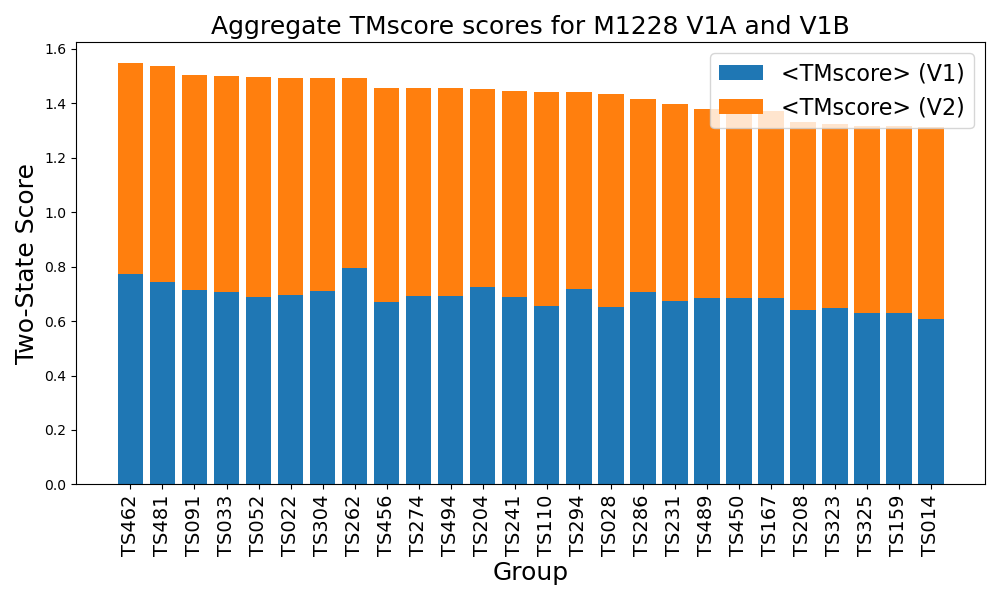 Aggregate TMscore scores for M1228 V1A and V1B
<TMscore> (V1)
<TMscore> (V2)
Two-State Score
1.6
1.4
1.2
1.0
0.8
0.6
0.4
0.2
0.0
TS462
TS481
TS091
TS033
TS052
TS022
TS304
TS262
TS456
TS274
TS494
TS204
TS241
TS110
TS294
TS028
TS286
TS231
TS489
TS450
TS167
TS208
TS323
TS325
TS159
TS014
Group